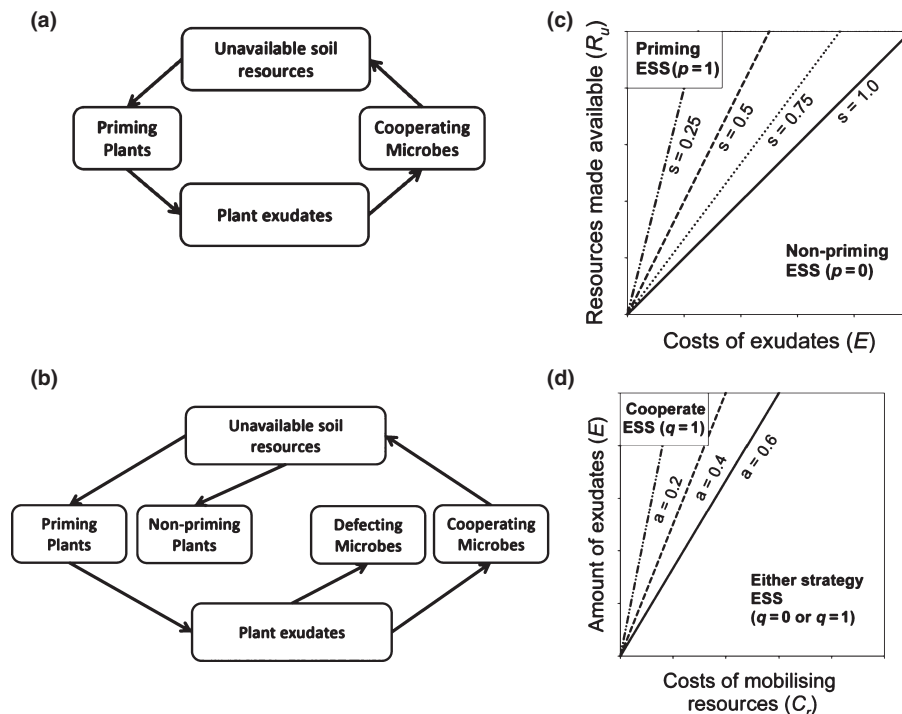 (a)
Unavailable soil
resources
Priming
Plants
Cooperating
Microbes
Plant exudates
(b)
Unavailable soil
resources
Priming
Plants
Non-priming
Plants
Defecting
Microbes
Cooperating
Microbes
Plant exudates
(c)
Resources made available (Ru)
Priming
ESS (p = 1)
s = 0.25
s = 0.5
s = 0.75
s = 1.0
Non-priming
ESS (p = 0)
Costs of exudates (E)
(d)
Amount of exudates (E)
Cooperate
ESS (q = 1)
a = 0.2
a = 0.4
a = 0.6
Either strategy
ESS
(q = 0 or q = 1)
Costs of mobilising
resources (Cr)